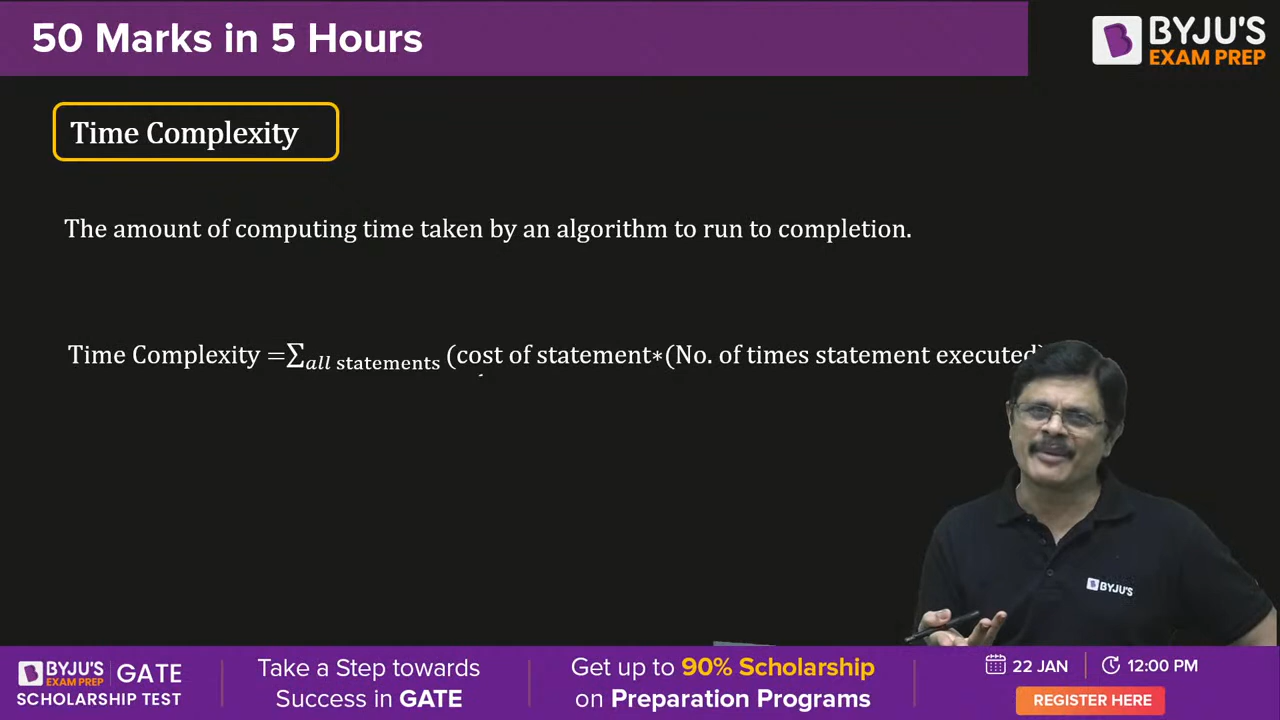 50 Marks in 5 Hours
BYJU'S
EXAM PREP
Time Complexity
The amount of computing time taken by an algorithm to run to completion.
Time Complexity =∑all statements (cost of statement*(No. of times statement executed)
BYJU'S
BYJU'S
EXAM PREP
GATE
SCHOLARSHIP TEST
Take a Step towards
Success in GATE
Get up to 90% Scholarship
on Preparation Programs
22 JAN
12:00 PM
REGISTER HERE